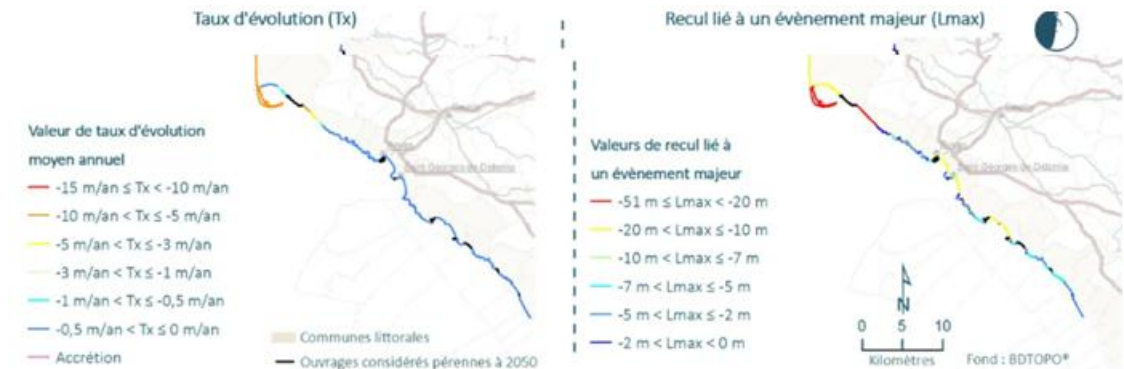 Taux d'évolution (Tx)
Valeur de taux d'évolution
moyen annuel
-15 m/an ≤ Tx < -10 m/an
-10 m/an < Tx ≤ -5 m/an
-5 m/an < Tx ≤ -3 m/an
-3 m/an < Tx ≤ -1 m/an
-1 m/an < Tx ≤ -0,5 m/an
-0,5 m/an < Tx ≤ 0 m/an
Accrétion
Communes littorales
Ouvrages considérés pérennes à 2050
Recul lié à un évènement majeur (Lmax)
Saint Georges de Didonne
Valeurs de recul lié à
un évènement majeur
-51 m ≤ Lmax < -20 m
-20 m < Lmax ≤ -10 m
-10 m < Lmax ≤ -7 m
-7 m < Lmax ≤ -5 m
-5 m < Lmax ≤ -2 m
-2 m < Lmax < 0 m
N
0 5 10
Kilomètres
Fond : BDTOPO®